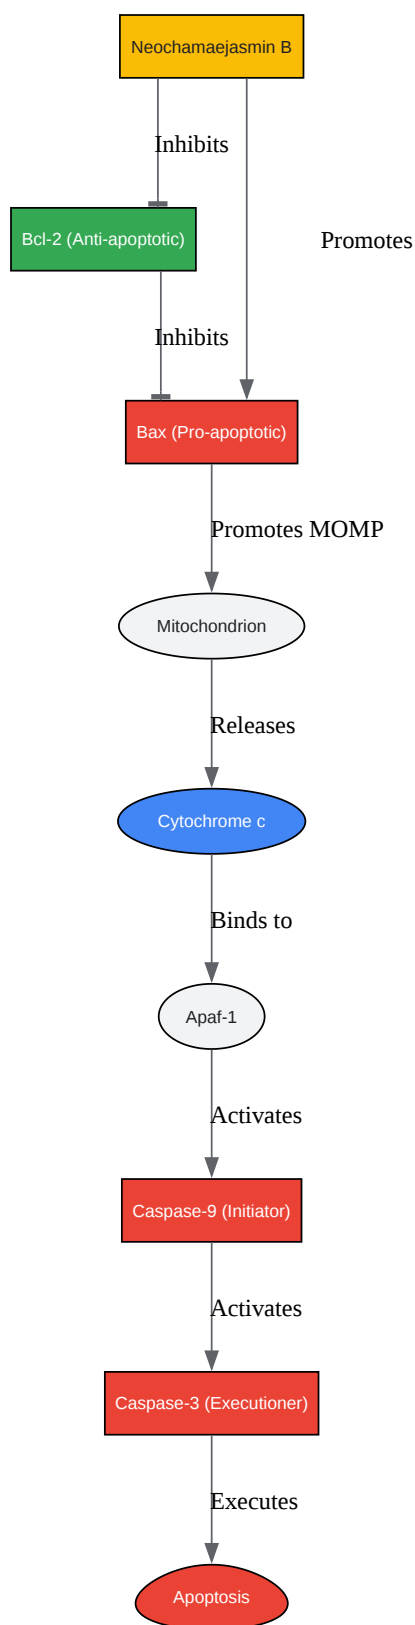 Neochamaejasmin B
Inhibits
Bcl-2 (Anti-apoptotic)
Promotes
Inhibits
Bax (Pro-apoptotic)
Promotes MOMP
Mitochondrion
Releases
Cytochrome c
Binds to
Apaf-1
Activates
Caspase-9 (Initiator)
Activates
Caspase-3 (Executioner)
Executes
Apoptosis